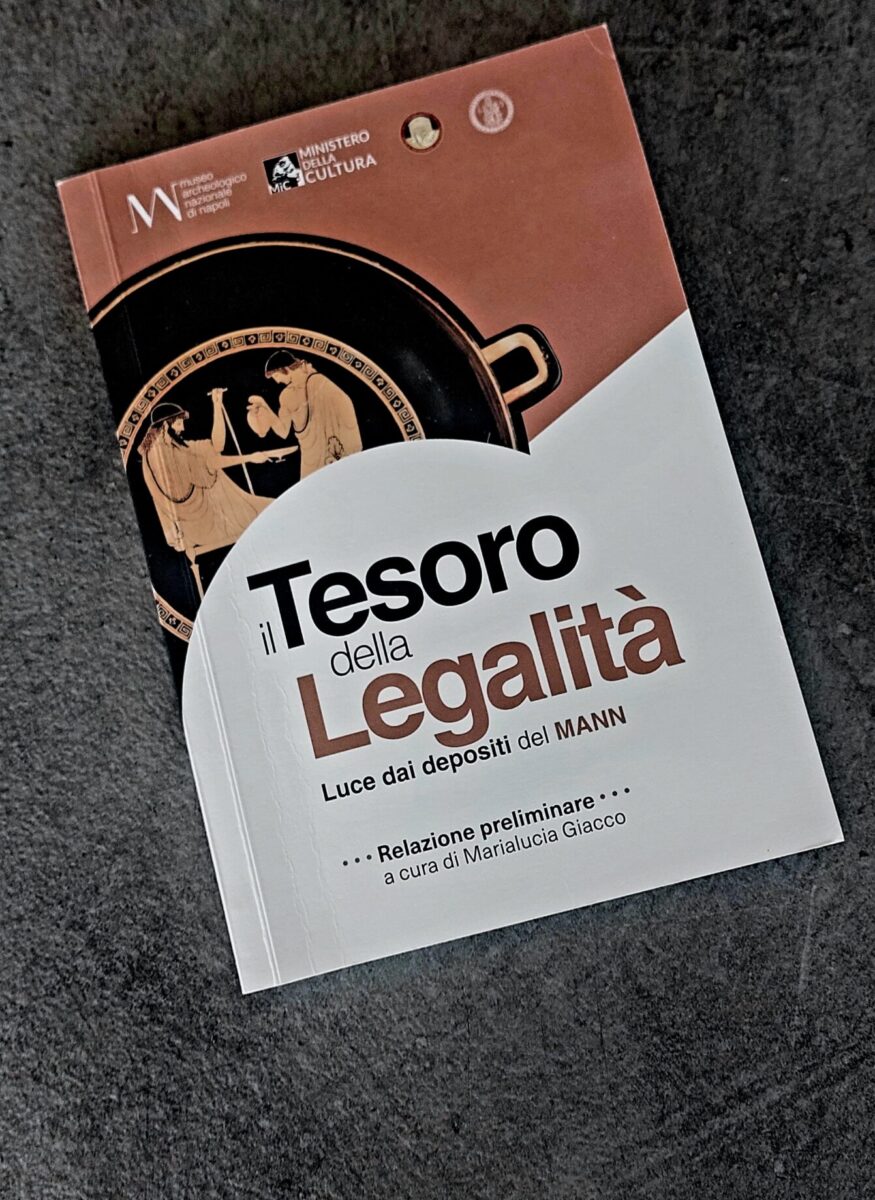 museo
archeologico
nazionale
di napoli
MiC
MINISTERO
DELLA
CULTURA
il Tesoro
della
Legalità
Luce dai depositi del MANN
• • • Relazione preliminare • • •
a cura di Marialucia Giacco